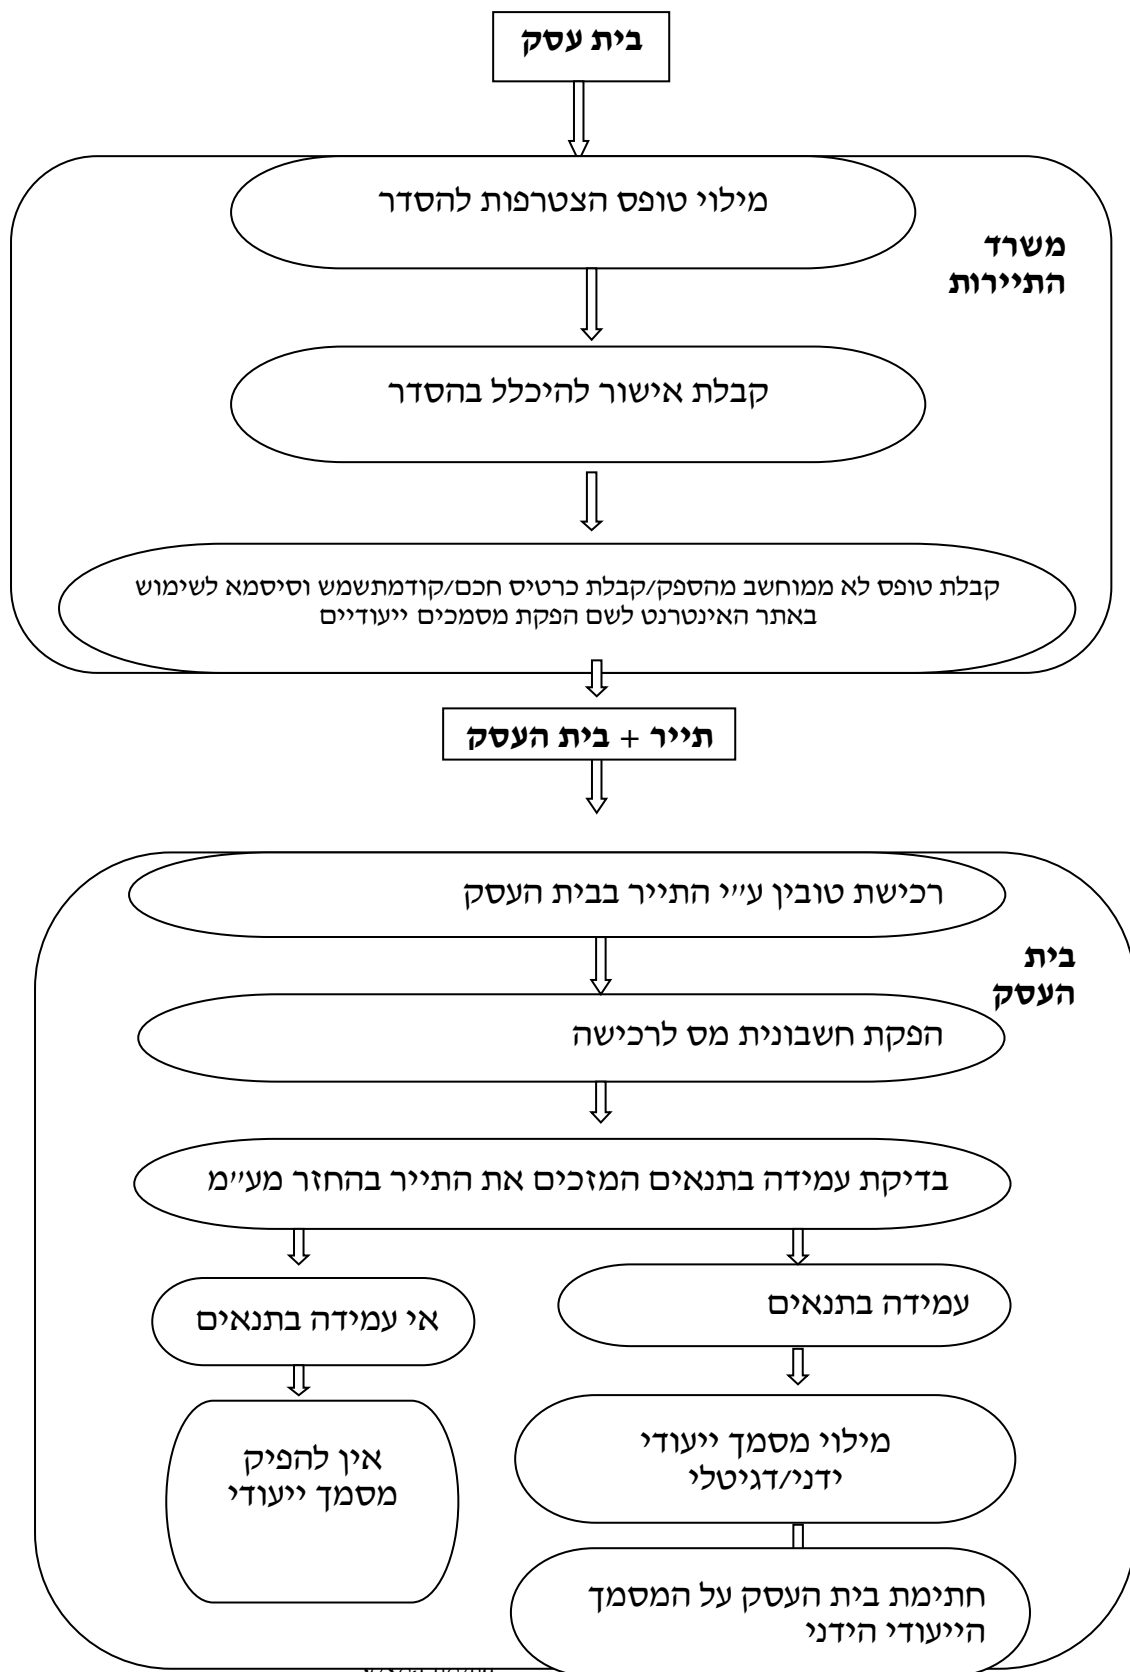 בית עסק
מילוי טופס הצטרפות להסדר
משרד
התיירות
קבלת אישור להיכלל בהסדר
קבלת טופס לא ממוחשב מהספק/קבלת כרטיס חכם/קודמתשמש וסיסמא לשימוש
באתר האינטרנט לשם הפקת מסמכים ייעודיים
תייר + בית העסק
רכישת טובין ע״י התייר בבית העסק
בית
העסק
הפקת חשבונית מס לרכישה
בדיקת עמידה בתנאים המזכים את התייר בהחזר מע״מ
עמידה בתנאים
אי עמידה בתנאים
מילוי מסמך ייעודי
ידני/דגיטלי
אין להפיק
מסמך ייעודי
חתימת בית העסק על המסמך
הייעודי הידני